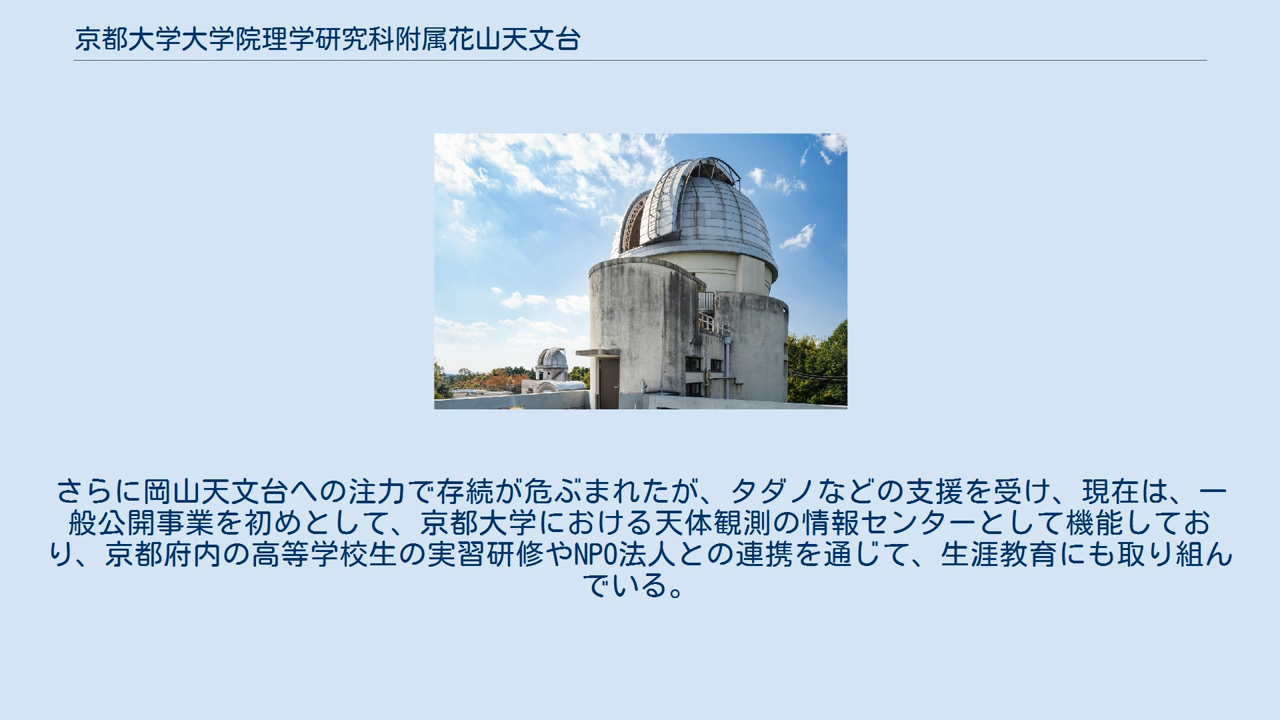 京都大学大学院理学研究科附属花山天文台
さらに岡山天文台への注力で存続が危ぶまれたが、タダノなどの支援を受け、現在は、一
般公開事業を初めとして、京都大学における天体観測の情報センターとして機能してお
り、京都府内の高等学校生の実習研修やNPO法人との連携を通じて、生涯教育にも取り組ん
でいる。